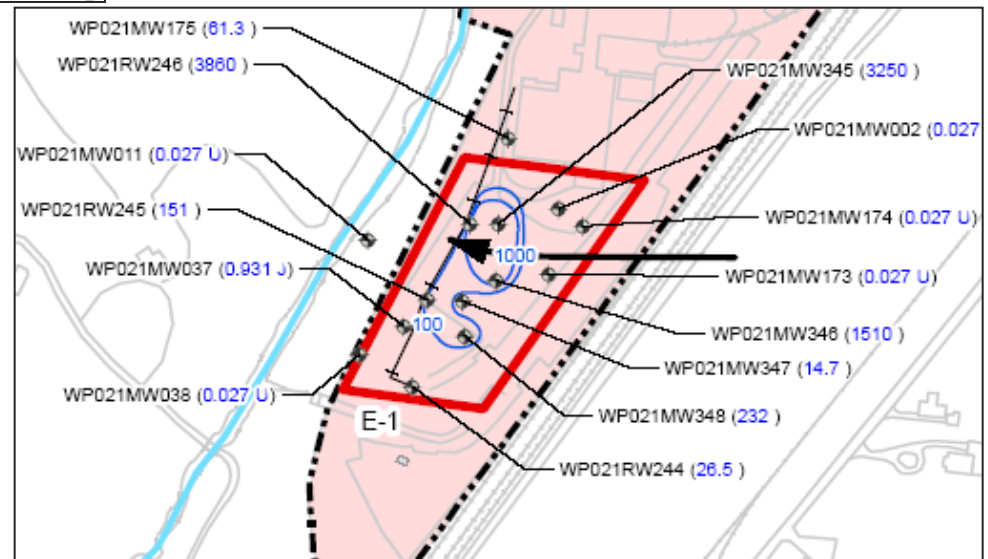 WP021MW175 (61.3 )
WP021RW246 (3860 )
WP021MW345 (3250 )
WP021MW002 (0.027
WP021MW011 (0.027 U)
WP021RW245 (151 )
WP021MW174 (0.027 U)
1000
WP021MW037 (0.931 J)
WP021MW173 (0.027 U)
100
WP021MW346 (1510 )
WP021MW347 (14.7 )
WP021MW038 (0.027 U)
E-1
WP021MW348 (232 )
WP021RW244 (26.5 )